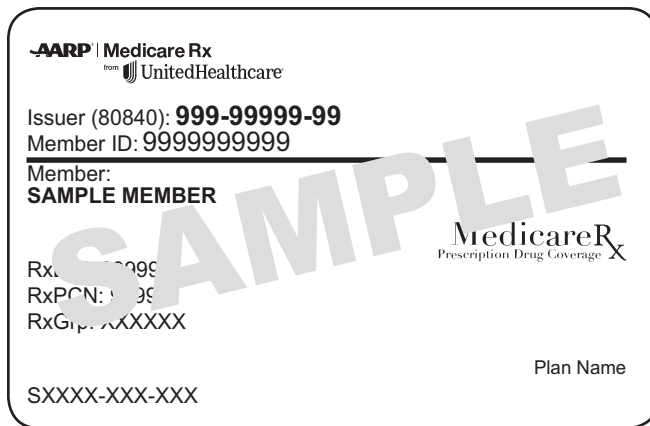 AARP | Medicare Rx
from UnitedHealthcare
Issuer (80840): 999-99999-99
Member ID: 9999999999
Member:
SAMPLE MEMBER
SAMPLE
MedicareRx
Prescription Drug Coverage
RxPCN:
RxGrp: XXXXXX
Plan Name
SXXXX-XXX-XXX